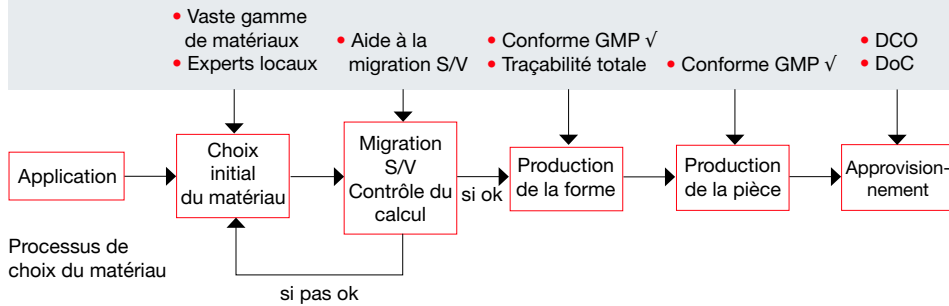 • Vaste gamme
de matériaux
• Experts locaux
• Aide à la
migration S/V
• Conforme GMP √
• Traçabilité totale
• Conforme GMP √
• DCO
• DoC
Application
Choix
initial
du matériau
Migration
S/V
Contrôle du
calcul
si ok
Production
de la forme
Production
de la pièce
Approvision-
nement
Processus de
choix du matériau
si pas ok